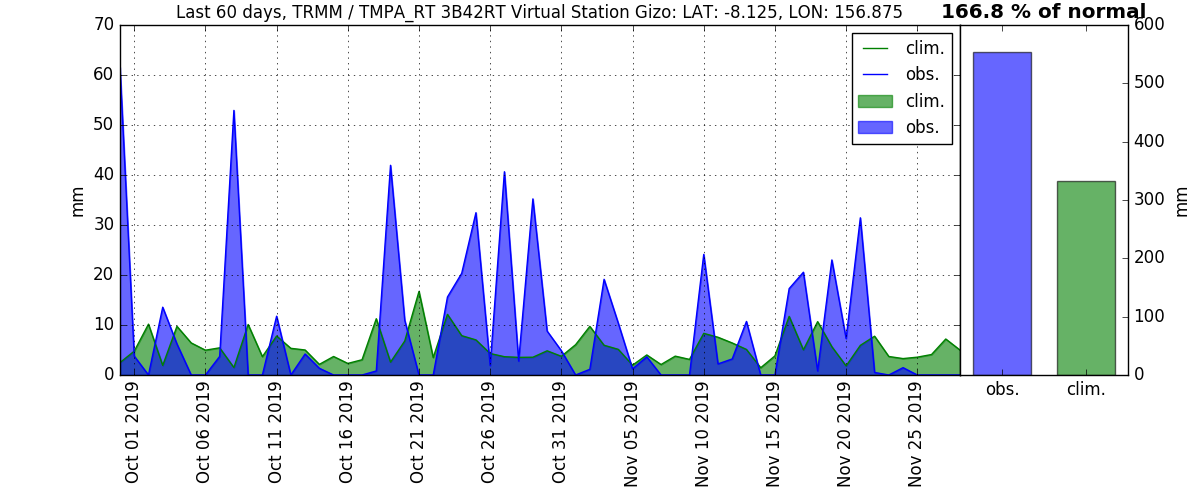 Last 60 days, TRMM / TMPA_RT 3B42RT Virtual Station Gizo: LAT: -8.125, LON: 156.875
166.8 % of normal
70
60
50
40
30
20
10
0
mm
clim.
obs.
clim.
obs.
Oct 01 2019
Oct 06 2019
Oct 11 2019
Oct 16 2019
Oct 21 2019
Oct 26 2019
Oct 31 2019
Nov 05 2019
Nov 10 2019
Nov 15 2019
Nov 20 2019
Nov 25 2019
600
500
400
300
200
100
0
mm
obs.
clim.